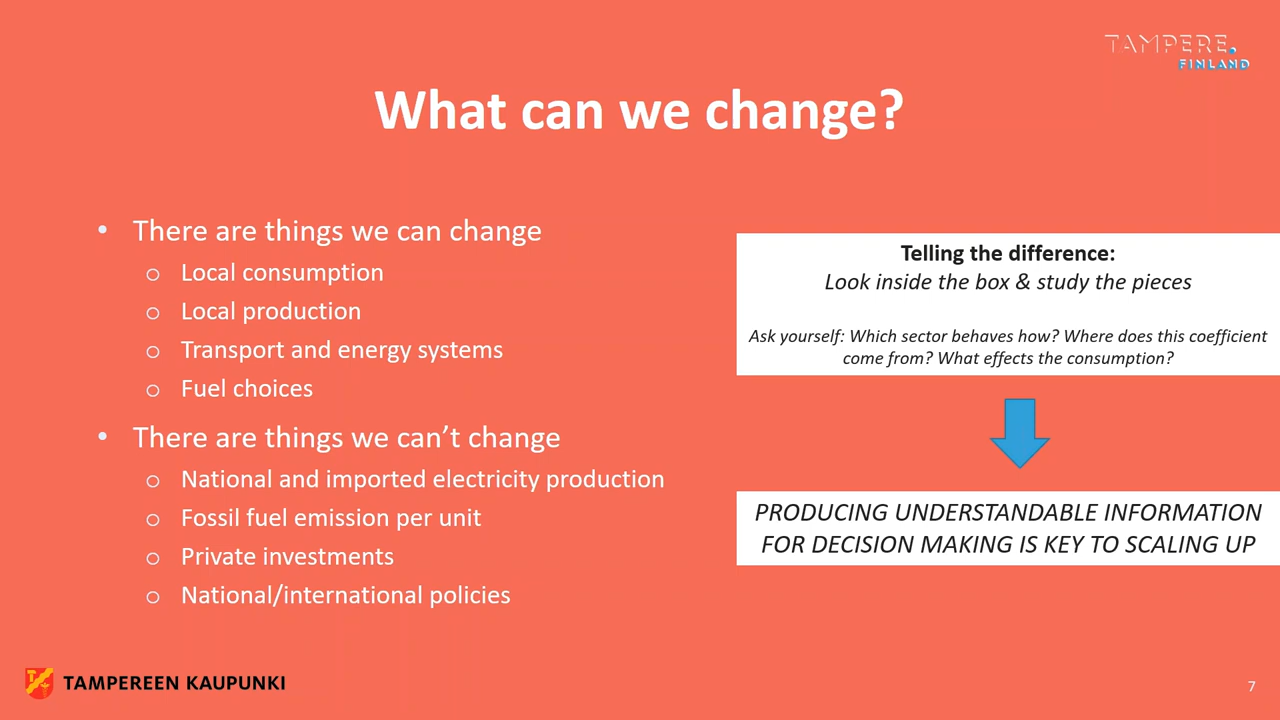 TAMPERE.
FINLAND
What can we change?
• There are things we can change
o Local consumption
o Local production
o Transport and energy systems
o Fuel choices
• There are things we can’t change
o National and imported electricity production
o Fossil fuel emission per unit
o Private investments
o National/international policies
Telling the difference:
Look inside the box & study the pieces
Ask yourself: Which sector behaves how? Where does this coefficient
come from? What effects the consumption?
PRODUCING UNDERSTANDABLE INFORMATION
FOR DECISION MAKING IS KEY TO SCALING UP
TAMPEREEN KAUPUNKI
7